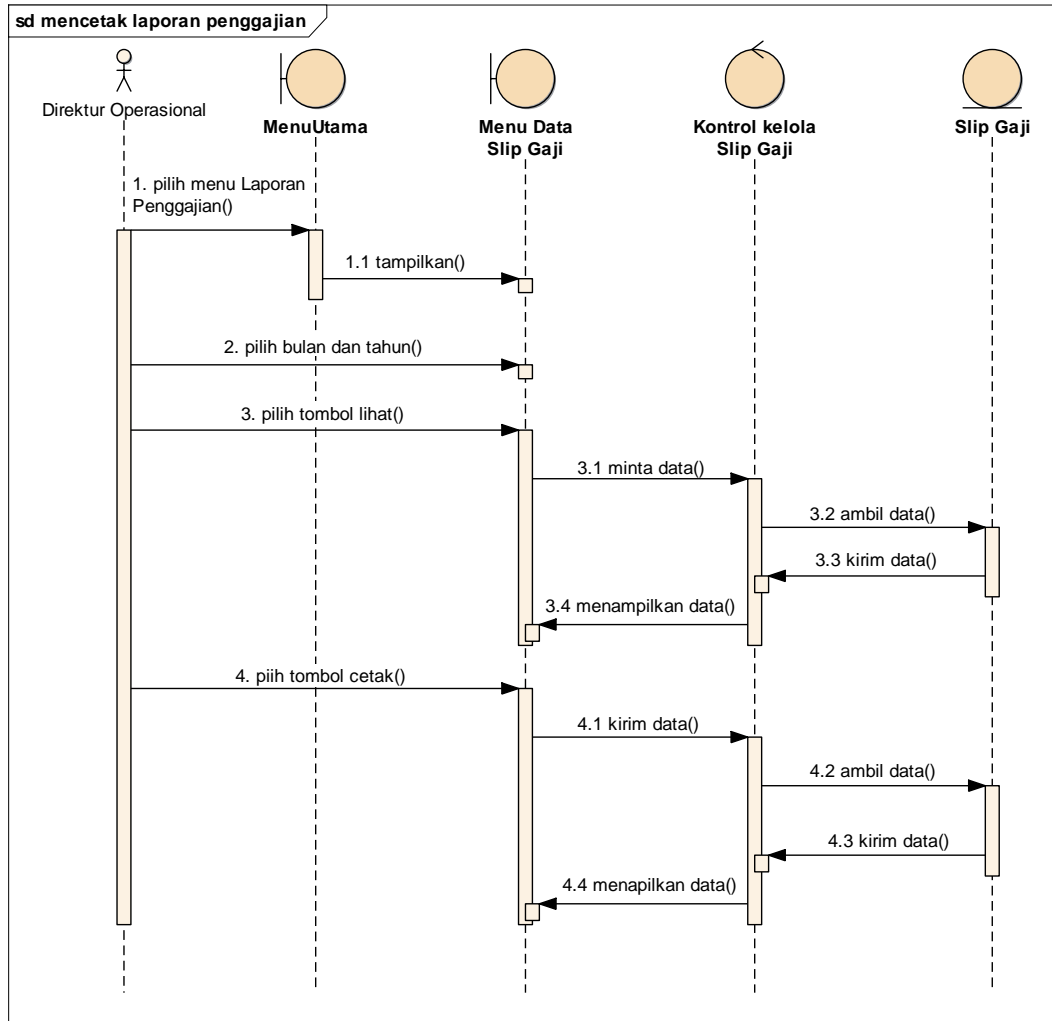 sd mencetak laporan penggajian
Direktur Operasional
MenuUtama
Menu Data
Slip Gaji
Kontrol kelola
Slip Gaji
Slip Gaji
1. pilih menu Laporan
Penggajian()
1.1 tampilkan()
2. pilih bulan dan tahun()
3. pilih tombol lihat()
3.1 minta data()
3.2 ambil data()
3.3 kirim data()
3.4 menampilkan data()
4. piih tombol cetak()
4.1 kirim data()
4.2 ambil data()
4.3 kirim data()
4.4 menapilkan data()